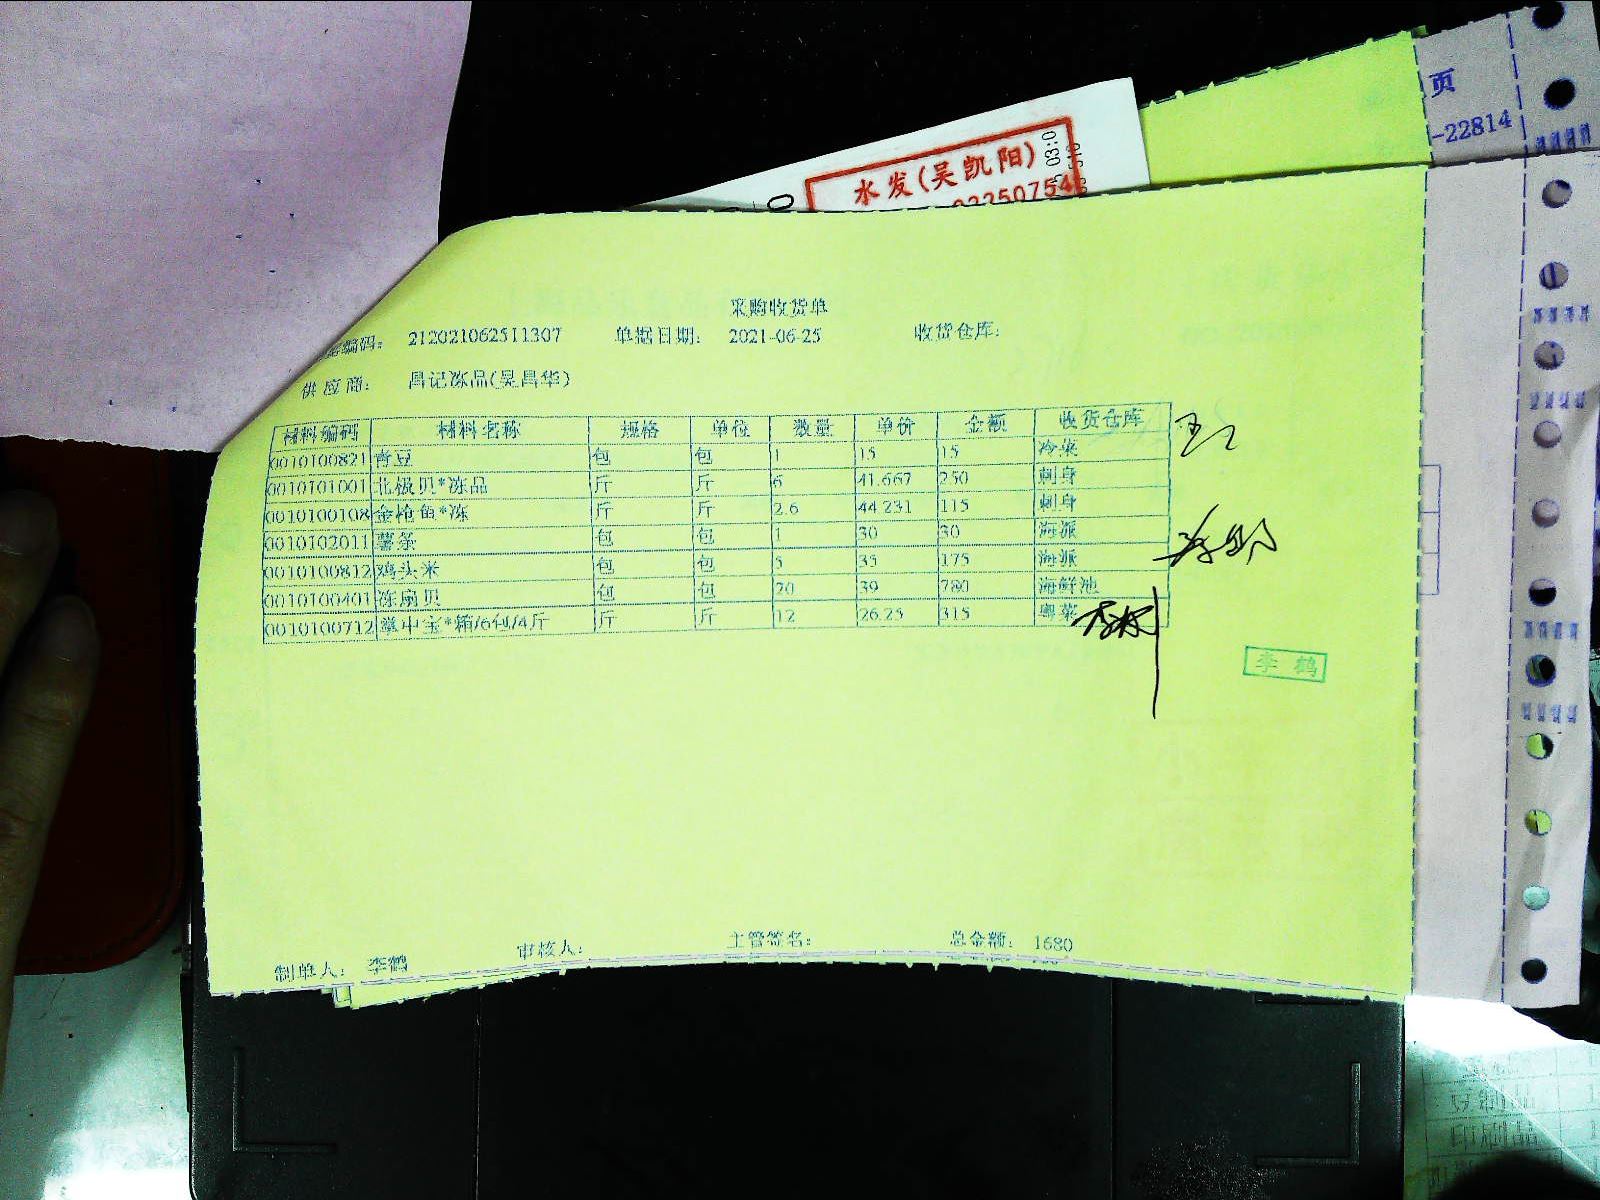 页
-22814
水发(吴凯阳)
03:0
02250754
采购收货单
编码: 212021062511307 单据日期: 2021-06-25 收货仓库:
供应商: 昌记冻品(吴昌华)
材料编码 材料名称 规格 单位 数量 单价 金额 收货仓库
0010100821 青豆 包 包 1 15 15 冷菜
0010101001 北极贝*冻品 斤 斤 6 41.667 250 刺身
0010100108 金枪鱼*冻 斤 斤 2.6 44.231 115 刺身
0010102011 薯条 包 包 1 30 30 海派
0010100812 鸡头米 包 包 5 35 175 海派
0010100401 冻扇贝 包 包 20 39 780 海鲜池
0010100712 掌中宝*箱/6包/4斤 斤 斤 12 26.25 315 粤菜
李鹤
制单人: 李鹤 审核人: 主管签名: 总金额: 1680